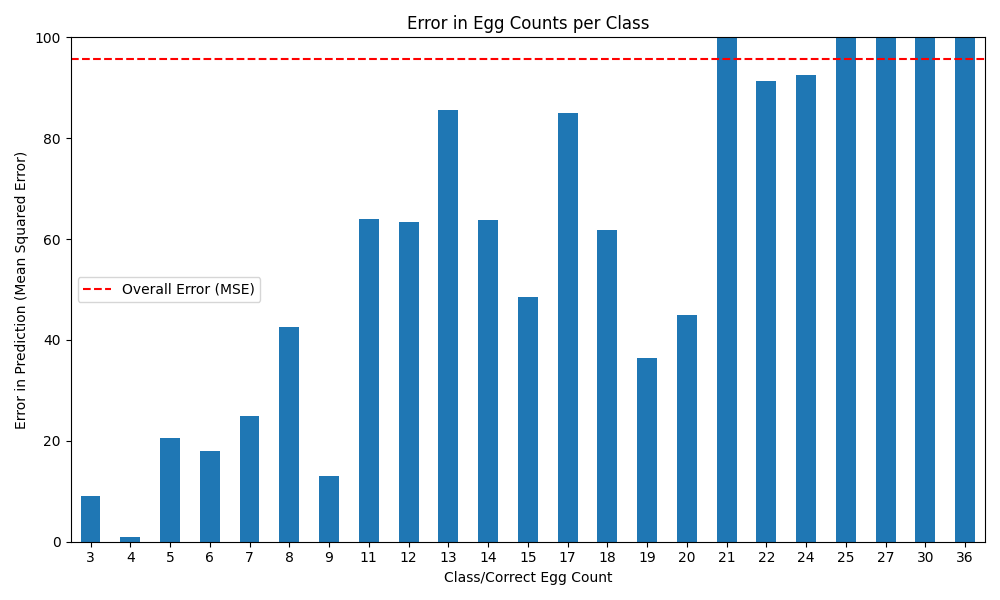 Error in Egg Counts per Class
100
80
60
40
20
0
Error in Prediction (Mean Squared Error)
Overall Error (MSE)
3 4 5 6 7 8 9 11 12 13 14 15 17 18 19 20 21 22 24 25 27 30 36
Class/Correct Egg Count